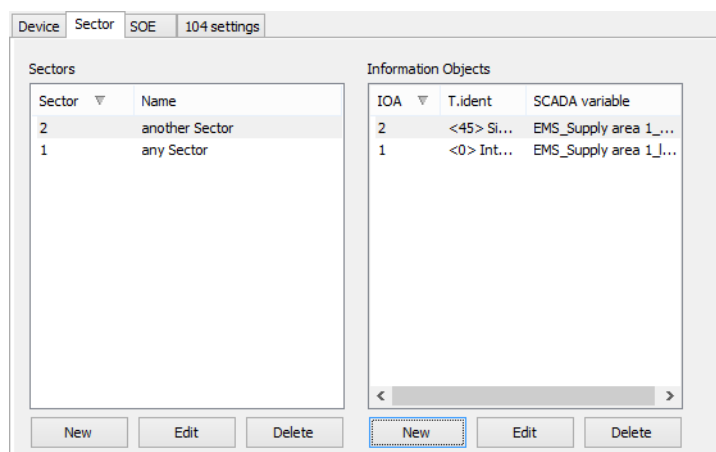 Device Sector SOE 104 settings
Sectors
Sector Name
2 another Sector
1 any Sector
New Edit Delete
Information Objects
IOA T.ident SCADA variable
2 <45> Si... EMS_Supply area 1_...
1 <0> Int... EMS_Supply area 1_l...
New Edit Delete